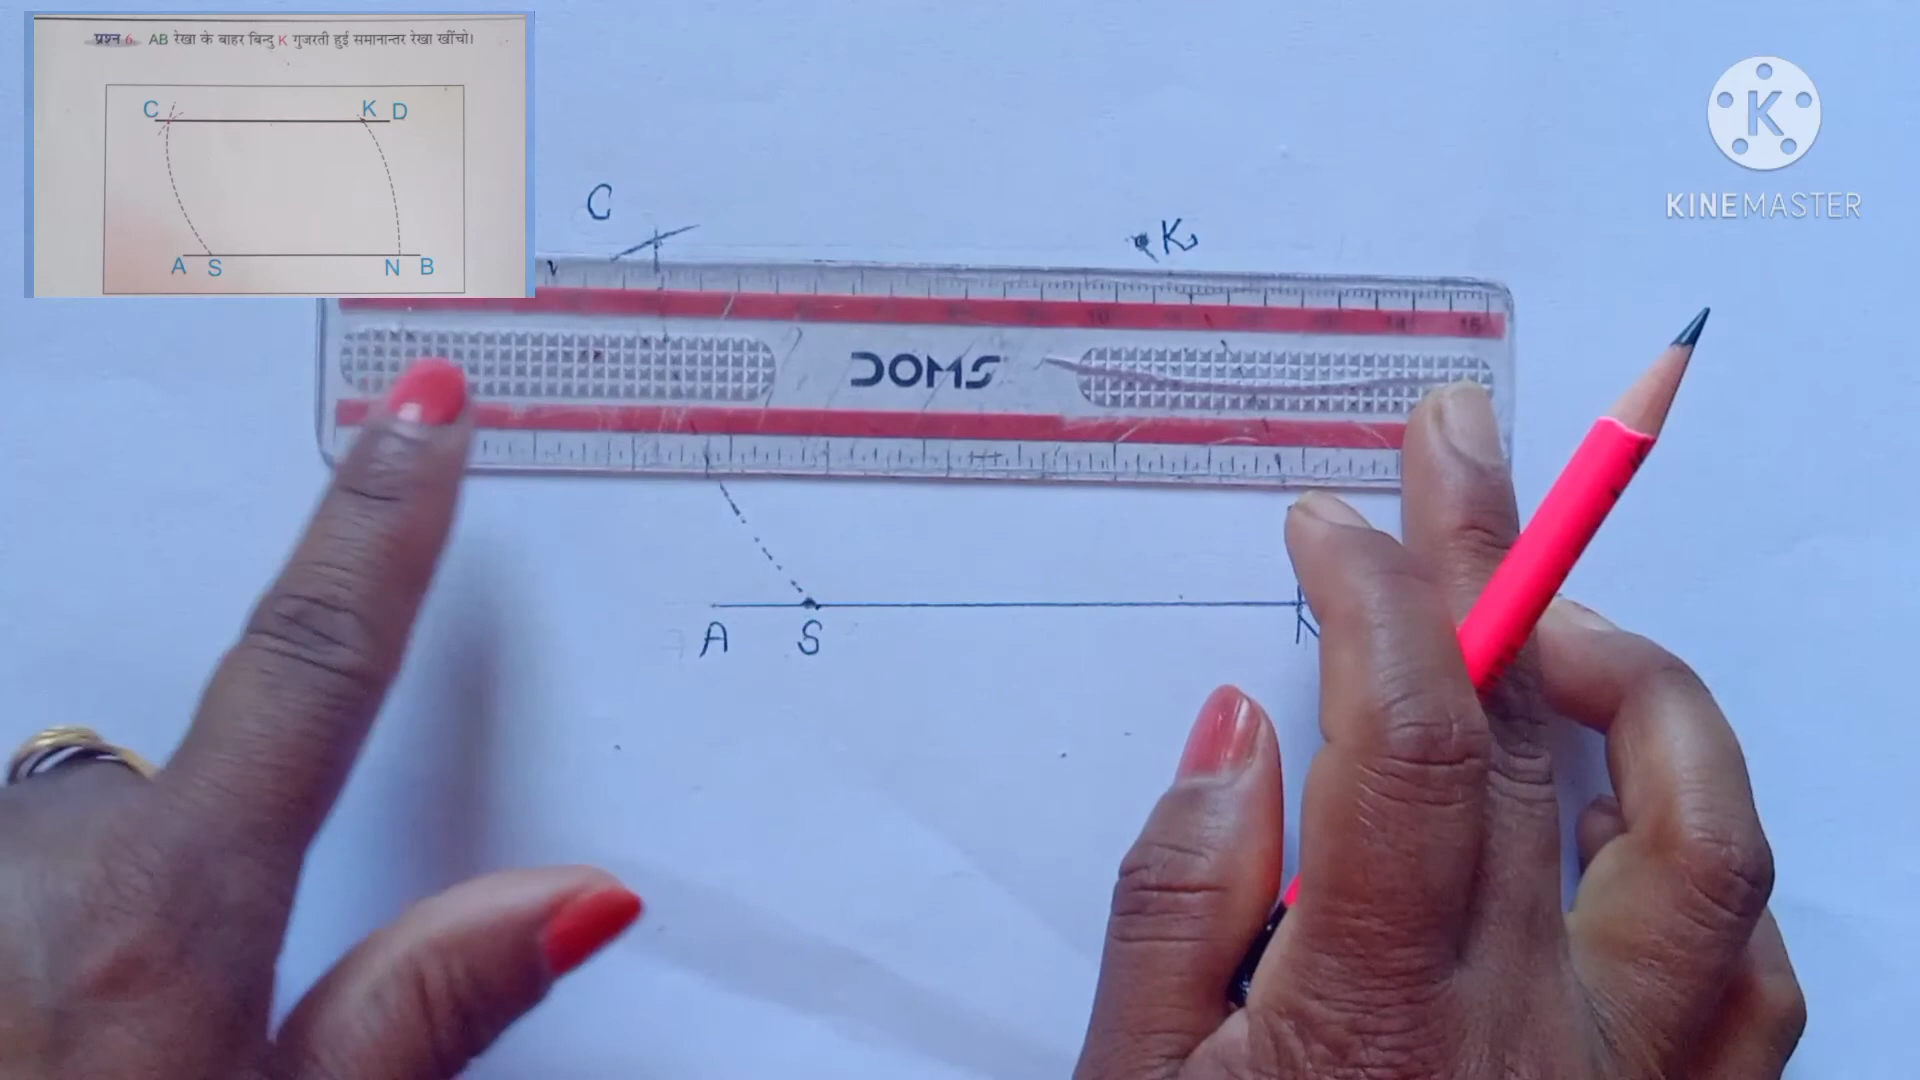 प्रश्न 6. AB रेखा के बाहर बिन्दु K गुजरती हुई समानान्तर रेखा खींचो।
C K D
A S N B
K
KINEMASTER
C K
DOMS
A S N